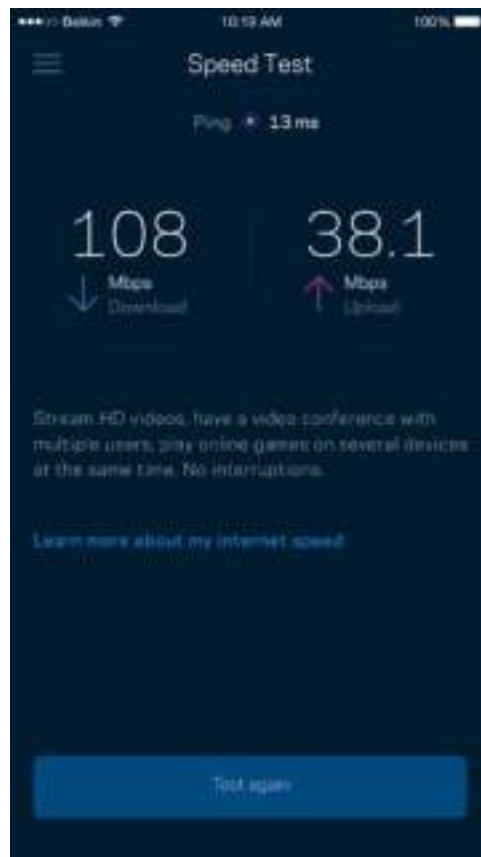 Belkin 10:13 AM 100%
Speed Test
Ping 13 ms
108 38.1
Mbps Mbps
Download Upload
Stream HD videos, have a video conference with
multiple users, play online games on several devices
at the same time. No interruptions.
Learn more about my internet speed
Test again